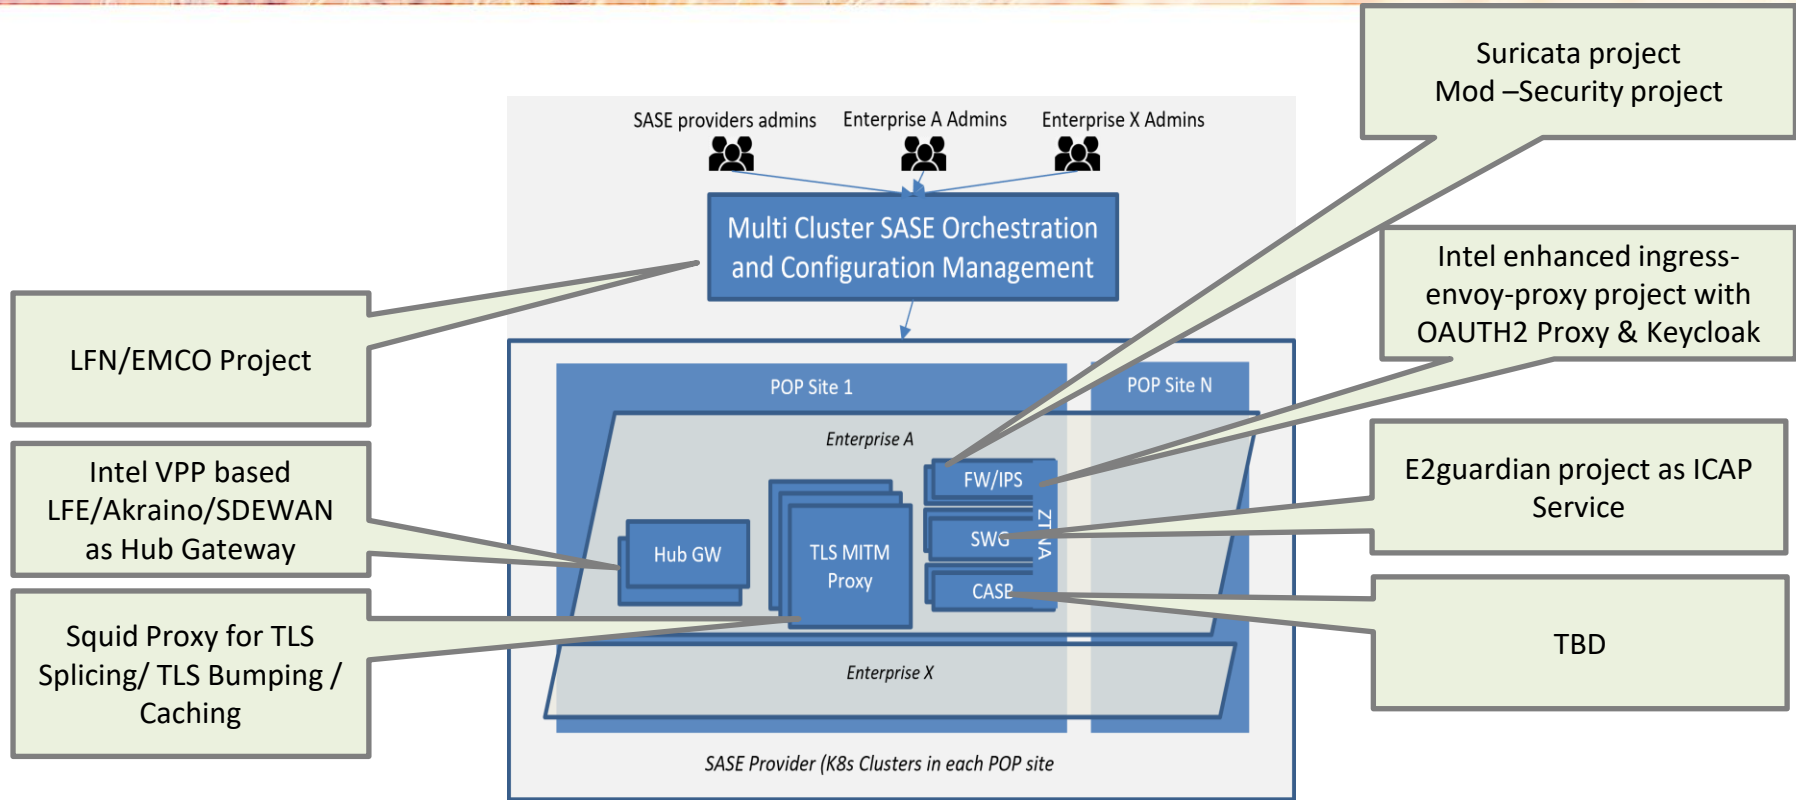 Suricata project
Mod –Security project
SASE providers admins
Enterprise A Admins
Enterprise X Admins
Multi Cluster SASE Orchestration
and Configuration Management
Intel enhanced ingress-
envoy-proxy project with
OAUTH2 Proxy & Keycloak
LFN/EMCO Project
POP Site 1
POP Site N
Enterprise A
Intel VPP based
LFE/Akraino/SDEWAN
as Hub Gateway
Hub GW
TLS MITM
Proxy
FW/IPS
SWG
CASB
ZTNA
E2guardian project as ICAP
Service
Squid Proxy for TLS
Splicing/ TLS Bumping /
Caching
TBD
Enterprise X
SASE Provider (K8s Clusters in each POP site